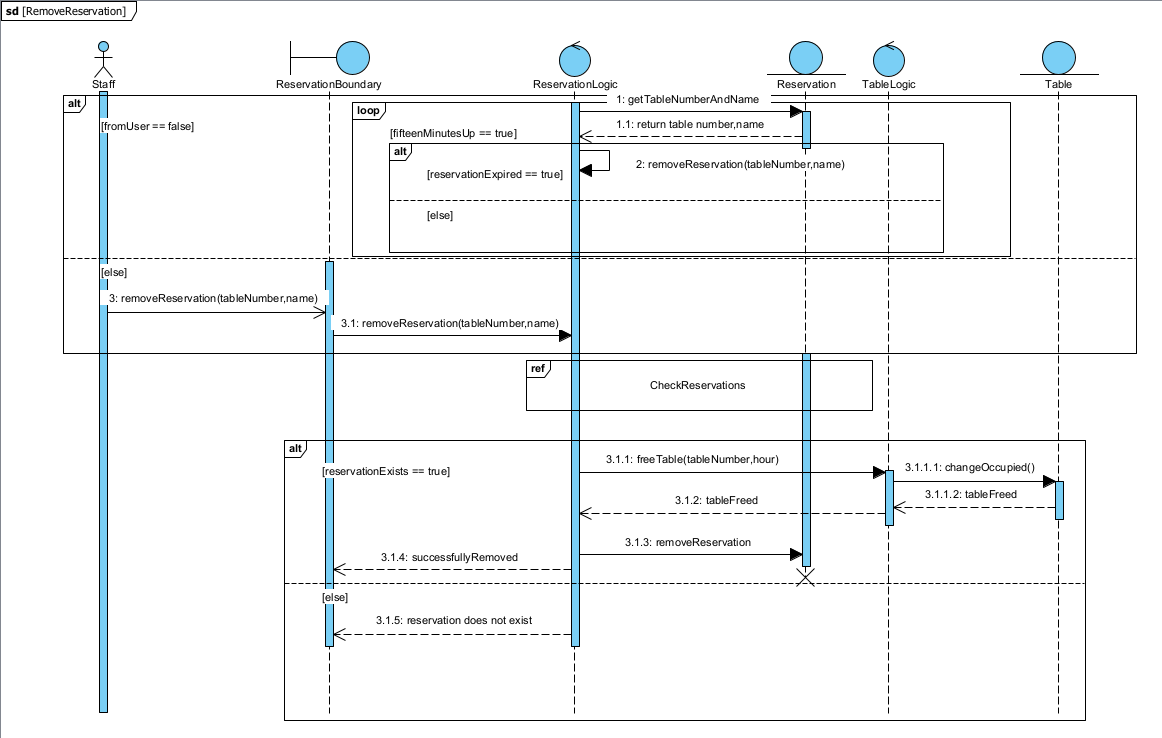 sd [RemoveReservation]
Staff
ReservationBoundary
ReservationLogic
Reservation
TableLogic
Table
alt
[fromUser == false]
loop
1: getTableNumberAndName
1.1: return table number,name
[fifteenMinutesUp == true]
alt
2: removeReservation(tableNumber,name)
[reservationExpired == true]
[else]
[else]
3: removeReservation(tableNumber,name)
3.1: removeReservation(tableNumber,name)
ref
CheckReservations
alt
[reservationExists == true]
3.1.1: freeTable(tableNumber,hour)
3.1.1.1: changeOccupied()
3.1.1.2: tableFreed
3.1.2: tableFreed
3.1.3: removeReservation
3.1.4: successfullyRemoved
[else]
3.1.5: reservation does not exist